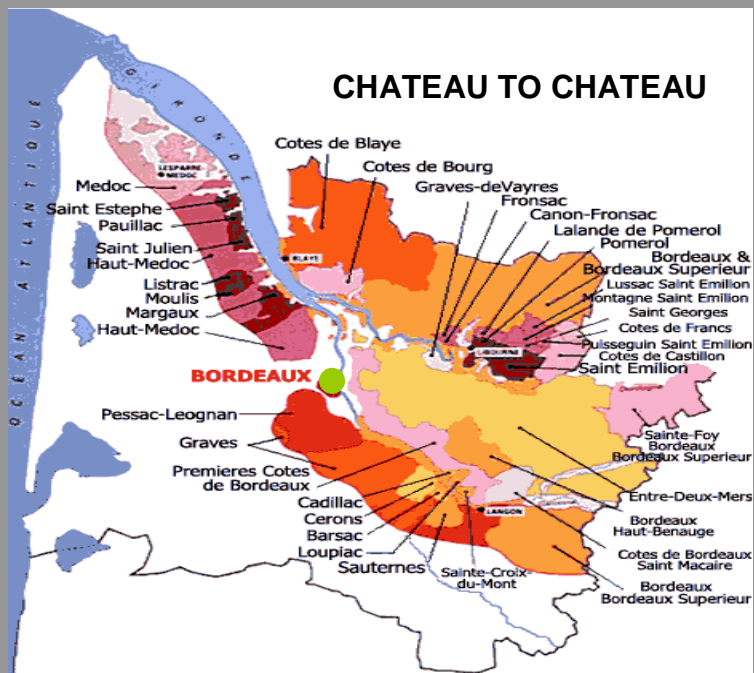 CHATEAU TO CHATEAU
GIRONDE
OCÉAN ATLANTIQUE
LESPARRE-
MEDOC
Medoc
Saint Estephe
Pauillac
Saint Julien
Haut-Medoc
Listrac
Moulis
Margaux
Haut-Medoc
BLAYE
Cotes de Blaye
Cotes de Bourg
Graves-deVayres
Fronsac
Canon-Fronsac
Lalande de Pomerol
Pomerol
Bordeaux &
Bordeaux Superieur
Lussac Saint Emilion
Montagne Saint Emilion
Saint Georges
Cotes de Francs
Puisseguin Saint Emilion
Cotes de Castillon
Saint Emilion
LIBOURNE
BORDEAUX
Pessac-Leognan
Graves
Premieres Cotes
de Bordeaux
Cadillac
Cerons
Barsac
Loupiac
Sauternes
Sainte-Croix-
du-Mont
LANGON
Sainte-Foy
Bordeaux
Bordeaux Superieur
Entre-Deux-Mers
Bordeaux
Haut-Benauge
Cotes de Bordeaux
Saint Macaire
Bordeaux
Bordeaux Superieur